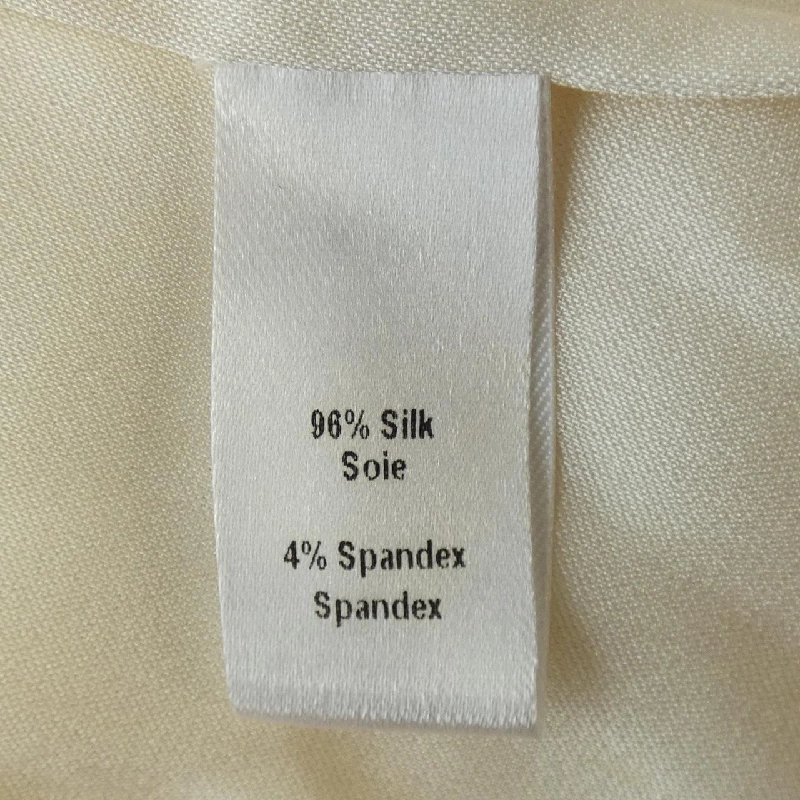 96% Silk
Soie
4% Spandex
Spandex